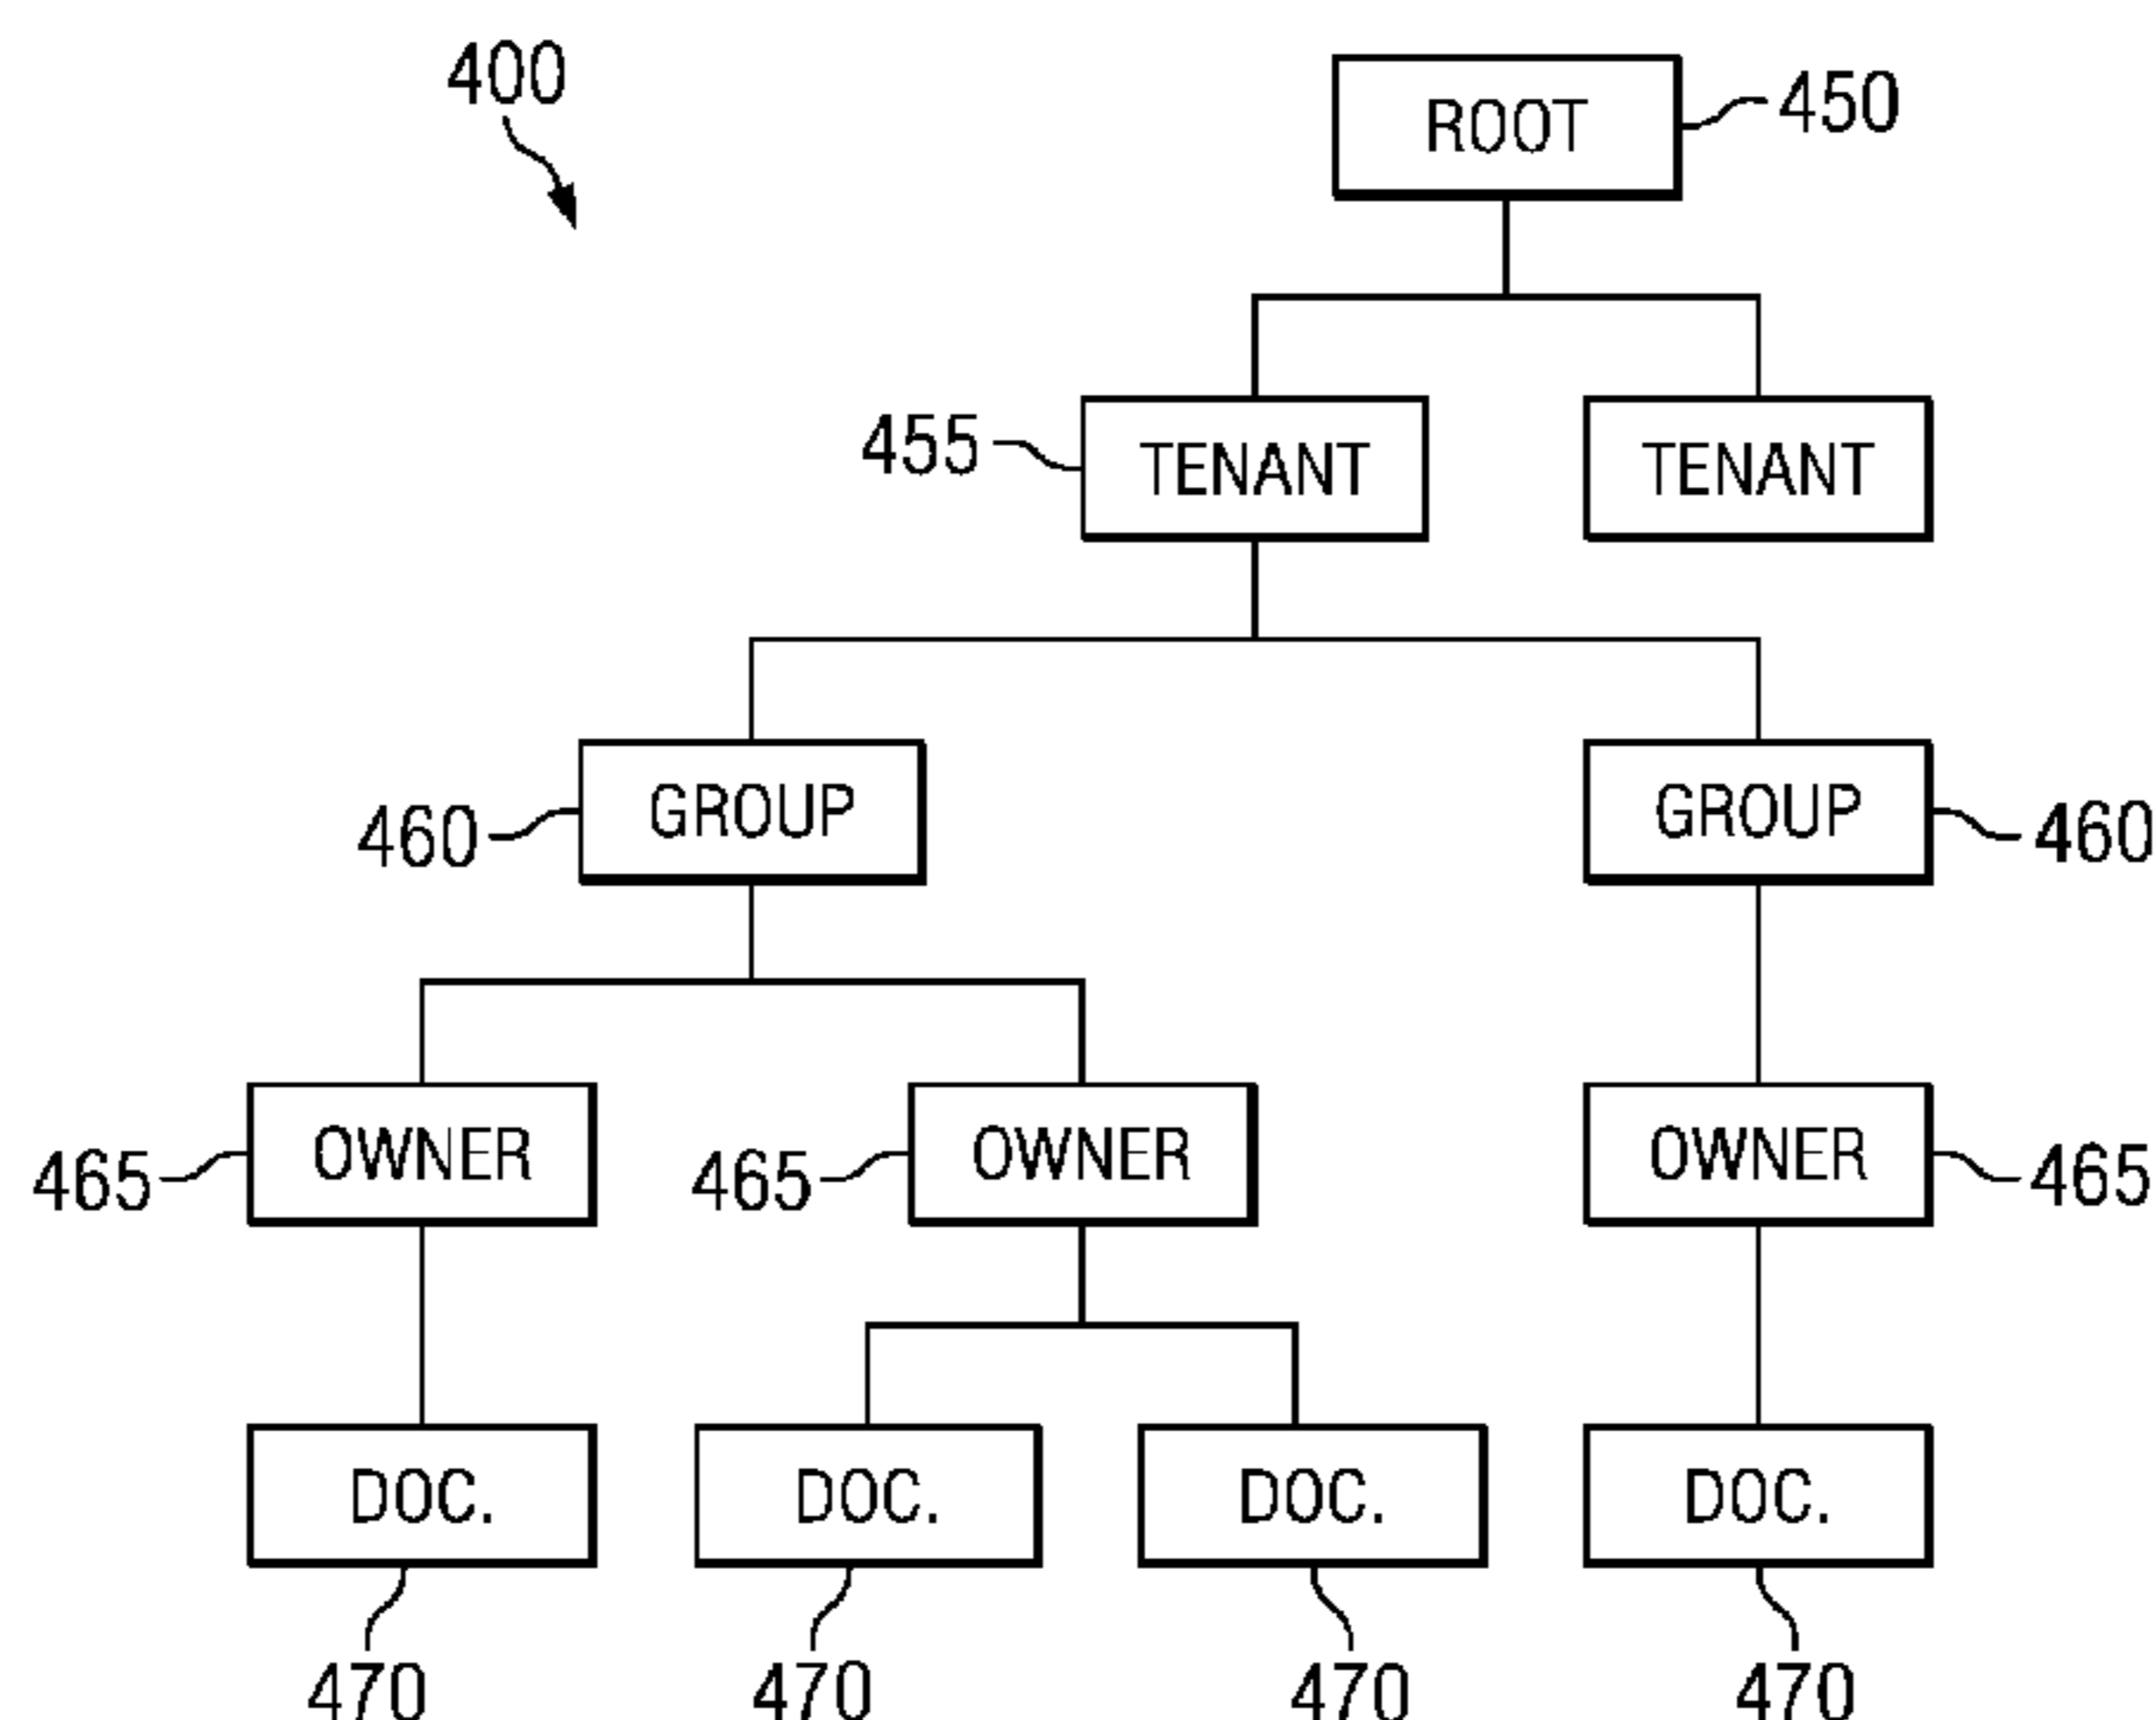 400
ROOT 450
455 TENANT TENANT
460 GROUP GROUP 460
465 OWNER 465 OWNER OWNER 465
DOC. DOC. DOC. DOC.
470 470 470 470